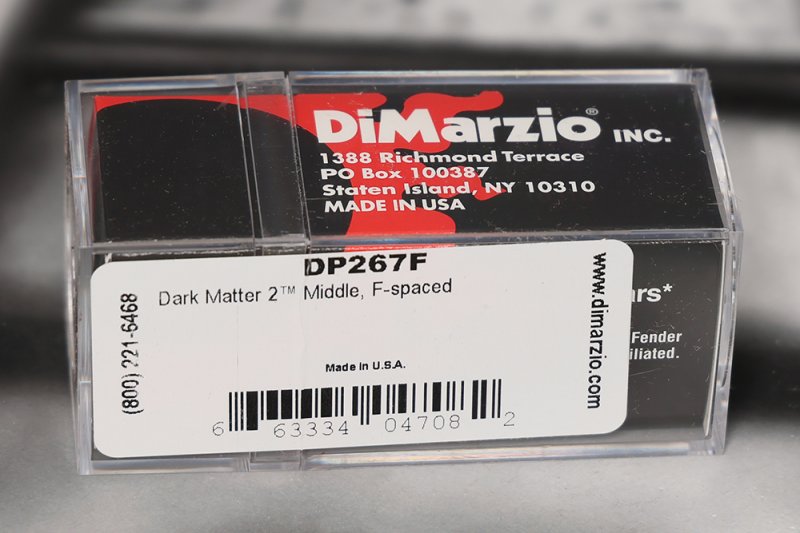 DiMarzio® INC.
1388 Richmond Terrace
PO Box 100387
Staten Island, NY 10310
MADE IN USA
DP267F
Dark Matter 2™ Middle, F-spaced
(800) 221-6468
www.dimarzio.com
Made in U.S.A.
6 63334 04708 2
Fender